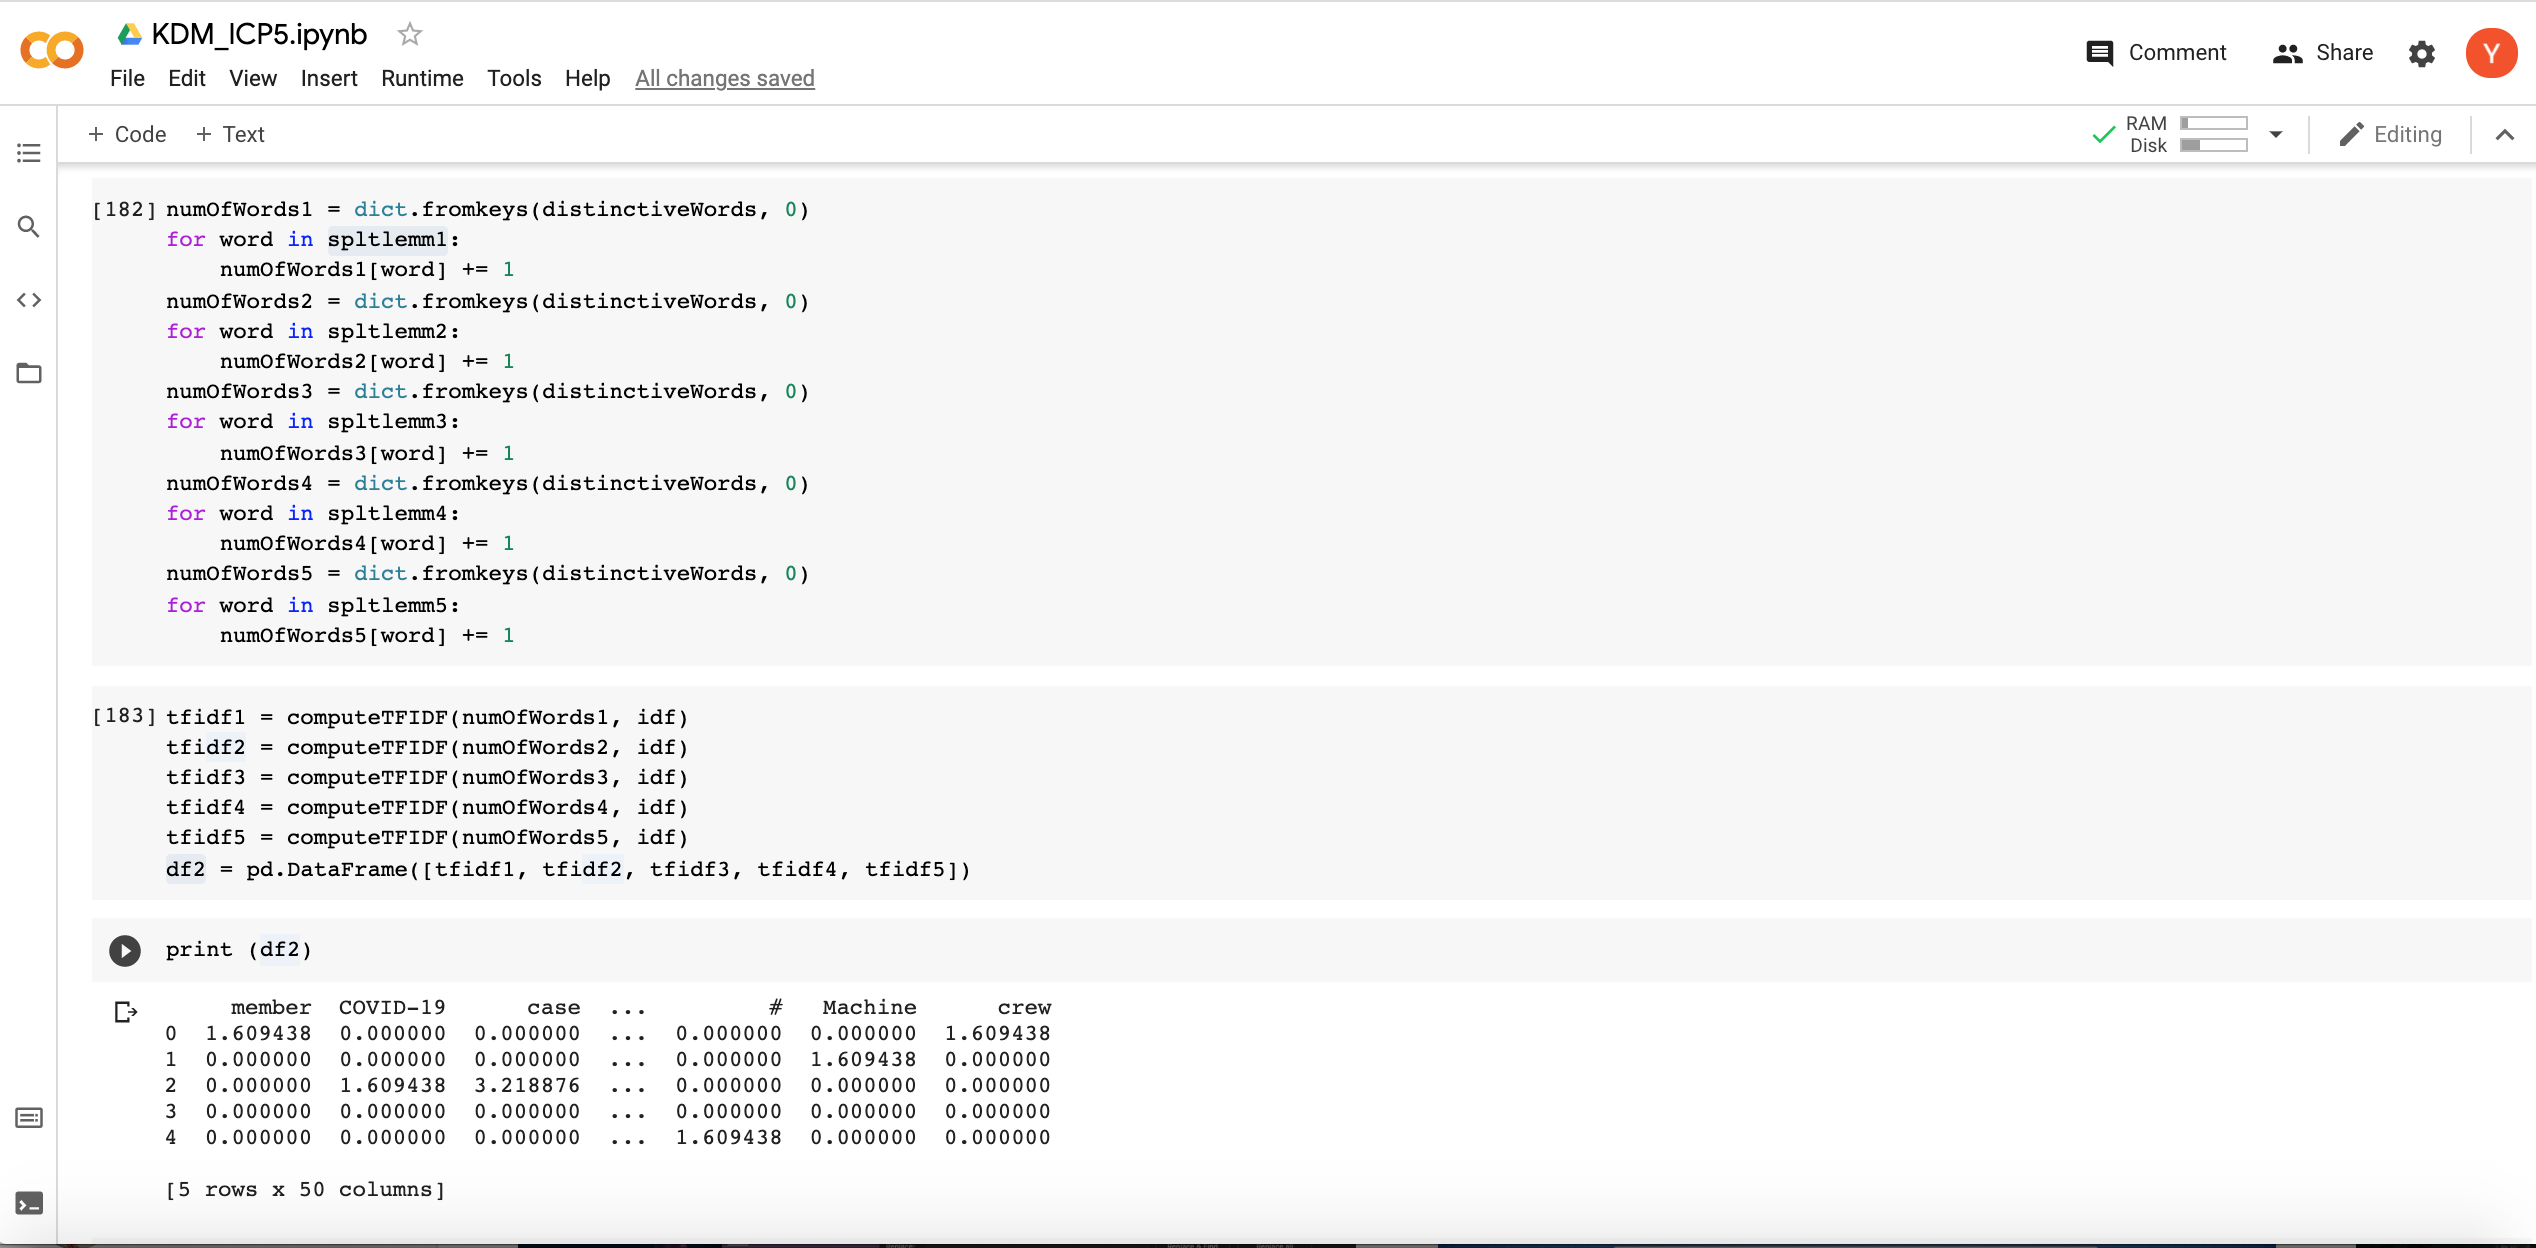 KDM_ICP5.ipynb
File Edit View Insert Runtime Tools Help All changes saved
Comment Share Y
+ Code + Text
RAM
Disk
Editing
[182] numOfWords1 = dict.fromkeys(distinctiveWords, 0)
for word in spltlemm1:
    numOfWords1[word] += 1
numOfWords2 = dict.fromkeys(distinctiveWords, 0)
for word in spltlemm2:
    numOfWords2[word] += 1
numOfWords3 = dict.fromkeys(distinctiveWords, 0)
for word in spltlemm3:
    numOfWords3[word] += 1
numOfWords4 = dict.fromkeys(distinctiveWords, 0)
for word in spltlemm4:
    numOfWords4[word] += 1
numOfWords5 = dict.fromkeys(distinctiveWords, 0)
for word in spltlemm5:
    numOfWords5[word] += 1
[183] tfidf1 = computeTFIDF(numOfWords1, idf)
tfidf2 = computeTFIDF(numOfWords2, idf)
tfidf3 = computeTFIDF(numOfWords3, idf)
tfidf4 = computeTFIDF(numOfWords4, idf)
tfidf5 = computeTFIDF(numOfWords5, idf)
df2 = pd.DataFrame([tfidf1, tfidf2, tfidf3, tfidf4, tfidf5])
print (df2)
member COVID-19 case ... # Machine crew
0 1.609438 0.000000 0.000000 ... 0.000000 0.000000 1.609438
1 0.000000 0.000000 0.000000 ... 0.000000 1.609438 0.000000
2 0.000000 1.609438 3.218876 ... 0.000000 0.000000 0.000000
3 0.000000 0.000000 0.000000 ... 0.000000 0.000000 0.000000
4 0.000000 0.000000 0.000000 ... 1.609438 0.000000 0.000000
[5 rows x 50 columns]